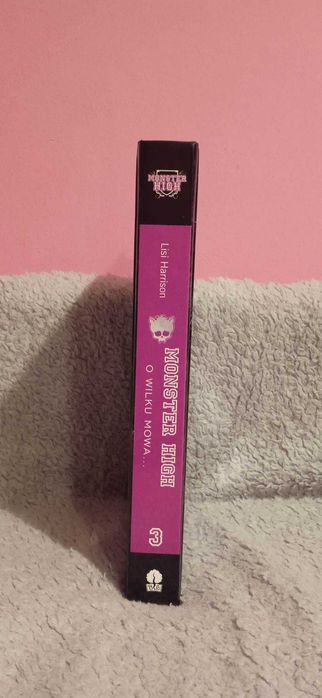 MONSTER
HIGH
Lisi Harrison
MONSTER HIGH
O WILKU MOWA...
3